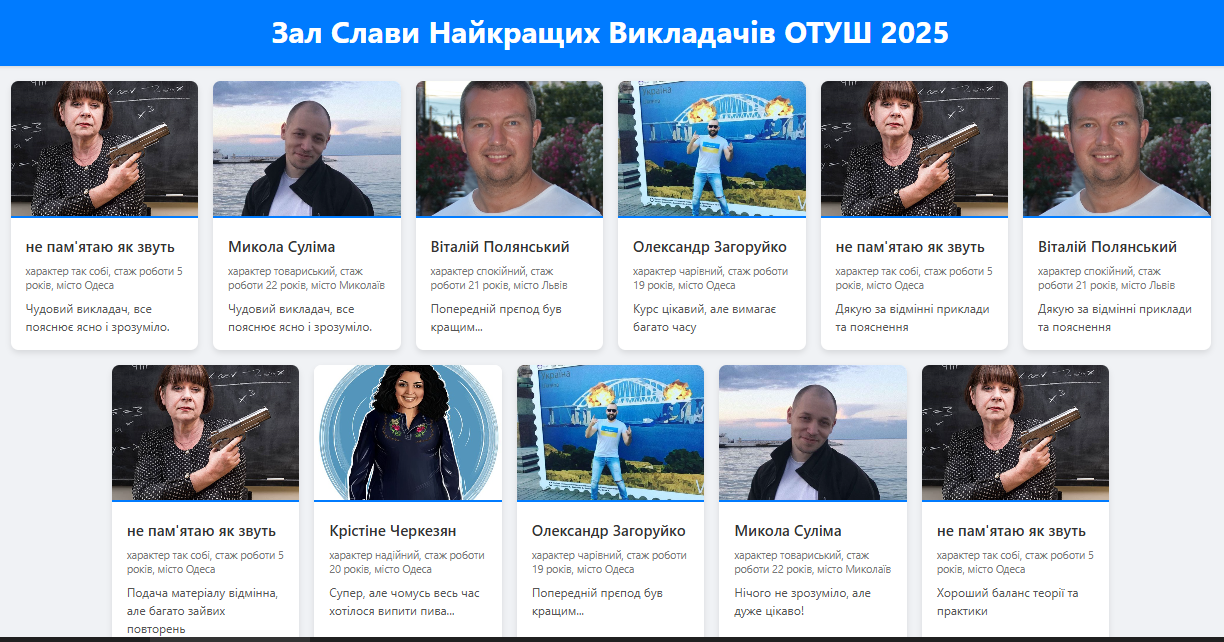 Зал Слави Найкращих Викладачів ОТУШ 2025
не пам'ятаю як звуть
характер так собі, стаж роботи 5
років, місто Одеса
Чудовий викладач, все
пояснює ясно і зрозуміло.
Микола Суліма
характер товариський, стаж
роботи 22 років, місто Миколаїв
Чудовий викладач, все
пояснює ясно і зрозуміло.
Віталій Полянський
характер спокійний, стаж
роботи 21 років, місто Львів
Попередній прєпод був
кращим...
Україна
Олександр Загоруйко
характер чарівний, стаж роботи
19 років, місто Одеса
Курс цікавий, але вимагає
багато часу
не пам'ятаю як звуть
характер так собі, стаж роботи 5
років, місто Одеса
Дякую за відмінні приклади
та пояснення
Віталій Полянський
характер спокійний, стаж
роботи 21 років, місто Львів
Дякую за відмінні приклади
та пояснення
не пам'ятаю як звуть
характер так собі, стаж роботи 5
років, місто Одеса
Подача матеріалу відмінна,
але багато зайвих
повторень
Крістіне Черкезян
характер надійний, стаж роботи
20 років, місто Одеса
Супер, але чомусь весь час
хотілося випити пива...
Україна
Олександр Загоруйко
характер чарівний, стаж роботи
19 років, місто Одеса
Попередній прєпод був
кращим...
Микола Суліма
характер товариський, стаж
роботи 22 років, місто Миколаїв
Нічого не зрозуміло, але
дуже цікаво!
не пам'ятаю як звуть
характер так собі, стаж роботи 5
років, місто Одеса
Хороший баланс теорії та
практики